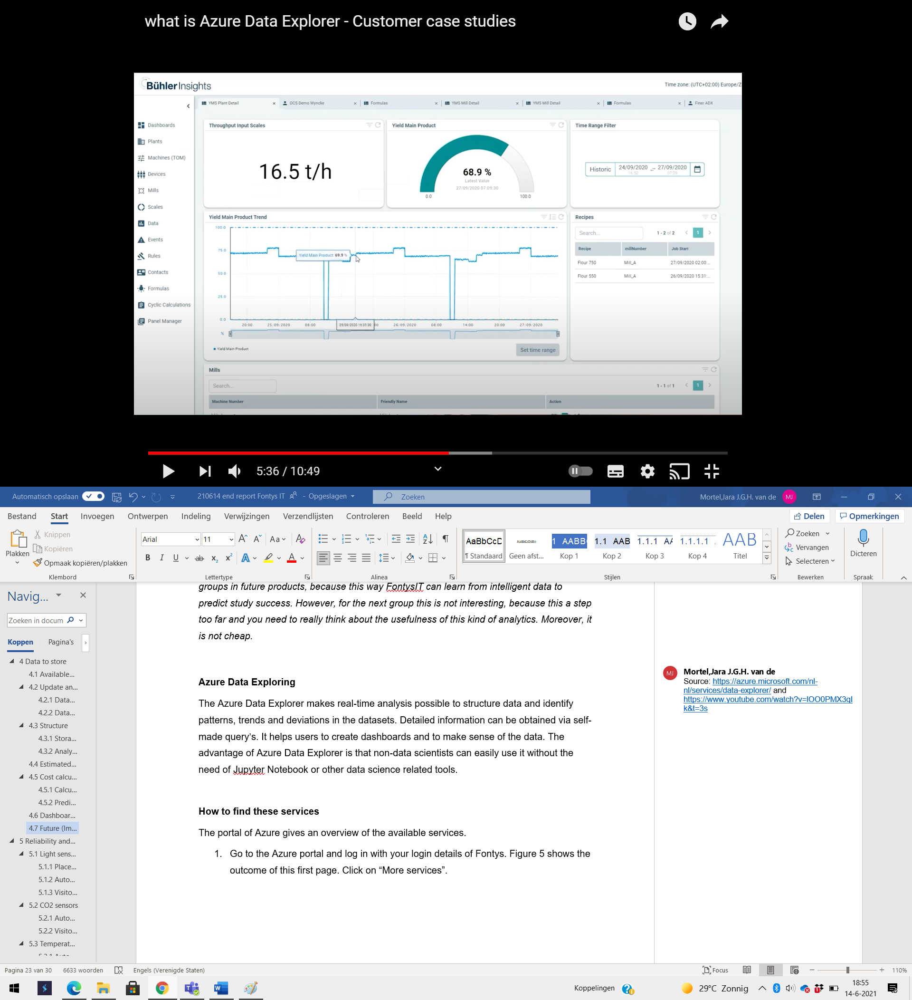 what is Azure Data Explorer - Customer case studies
Bühler Insights
Time zone: (UTC+02:00) Europe/Z
YMS Plant Detail
OCS Demo Wyncke
Formulas
YMS Mill Detail
YMS Mill Detail
Formulas
Finer ADX
Dashboards
Plants
Machines (TOM)
Devices
Mills
Scales
Data
Events
Rules
Contacts
Formulas
Cyclic Calculations
Panel Manager
Throughput Input Scales
16.5 t/h
Yield Main Product
68.9 %
Latest Value
27/09/2020 07:09:30
0.0
100.0
Time Range Filter
Historic 24/09/2020 27/09/2020
16:50 07:09
Yield Main Product Trend
100.0
75.0
50.0
25.0
0.0
%
Yield Main Product: 69.9 %
20:00 25/09/2020 08:00 25/09/2020 16:33:30 26/09/2020 08:00 14:00 20:00 27/09/2020
Yield Main Product
Set time range
Recipes
Search...
1 - 2 of 2
1
Recipe millNumber Job Start
Flour 750 Mill_A 27/09/2020 02:00:...
Flour 550 Mill_A 26/09/2020 15:31:...
Mills
Search...
1 - 1 of 1
1
Machine Number Friendly Name Action
5:36 / 10:49
Automatisch opslaan
210614 end report Fontys IT - Opgeslagen
Zoeken
Mortel,Jara J.G.H. van de
MJ
Bestand Start Invoegen Ontwerpen Indeling Verwijzingen Verzendlijsten Controleren Beeld Help
Delen
Opmerkingen
Plakken
Knippen
Kopiëren
Opmaak kopiëren/plakken
Klembord
Arial
11
Lettertype
Alinea
AaBbCcD
¶ Standaard
AaBbCcDdEe
Geen afst...
1 AABB
Kop 1
1.1 AAB
Kop 2
1.1.1 AA
Kop 3
1.1.1.1 .
Kop 4
AAB
Titel
Stijlen
Zoeken
Vervangen
Selecteren
Bewerken
Dicteren
Spraak
Navig...
Zoeken in docum
Koppen Pagina's
4 Data to store
4.1 Available...
4.2 Update an...
4.2.1 Data...
4.2.2 Data...
4.3 Structure
4.3.1 Stora...
4.3.2 Analy...
4.4 Estimated...
4.5 Cost calcu...
4.5.1 Calcu...
4.5.2 Predi...
4.6 Dashboar...
4.7 Future (Im...
5 Reliability and...
5.1 Light sens...
5.1.1 Place...
5.1.2 Auto...
5.1.3 Visito...
5.2 CO2 sensors
5.2.1 Auto...
5.2.2 Visito...
5.3 Temperat...
groups in future products, because this way FontysIT can learn from intelligent data to
predict study success. However, for the next group this is not interesting, because this a step
too far and you need to really think about the usefulness of this kind of analytics. Moreover, it
is not cheap.
Azure Data Exploring
The Azure Data Explorer makes real-time analysis possible to structure data and identify
patterns, trends and deviations in the datasets. Detailed information can be obtained via self-
made query's. It helps users to create dashboards and to make sense of the data. The
advantage of Azure Data Explorer is that non-data scientists can easily use it without the
need of Jupyter Notebook or other data science related tools.
How to find these services
The portal of Azure gives an overview of the available services.
1. Go to the Azure portal and log in with your login details of Fontys. Figure 5 shows the
outcome of this first page. Click on “More services”.
MJ
Mortel,Jara J.G.H. van de
Source: https://azure.microsoft.com/nl-
nl/services/data-explorer/ and
https://www.youtube.com/watch?v=lOO0PMX3qI
k&t=3s
Pagina 23 van 30
6633 woorden
Engels (Verenigde Staten)
Focus
110%
Koppelingen
29°C Zonnig
18:55
14-6-2021